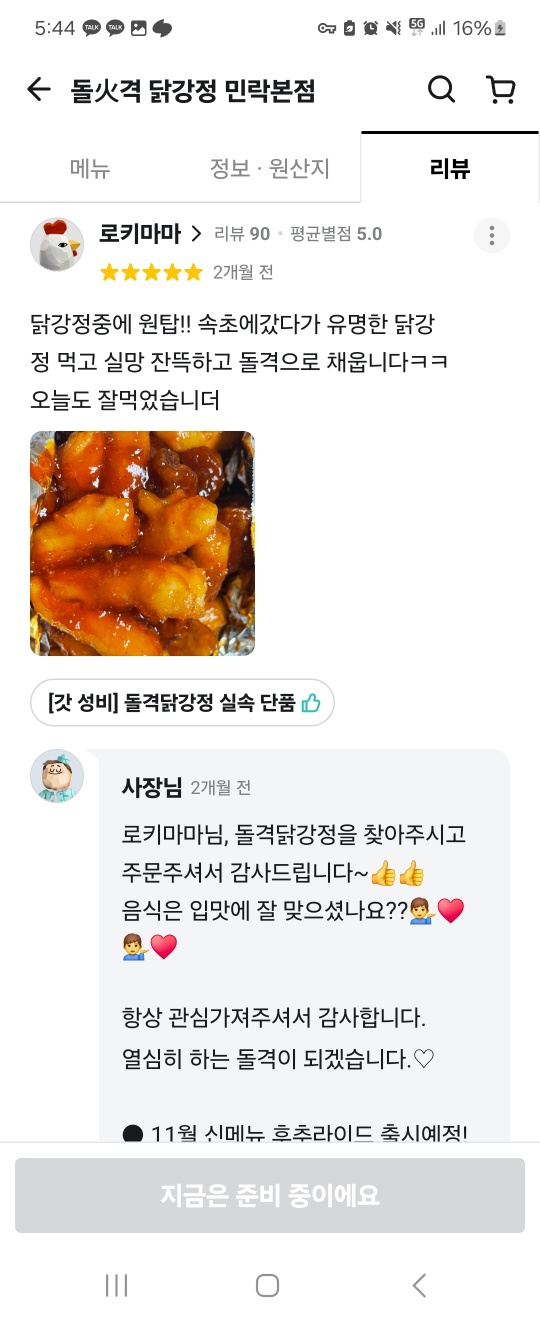 5:44 TALK TALK 5G 16%
돌火격 닭강정 민락본점
메뉴 정보 · 원산지 리뷰
로키마마 리뷰 90 · 평균별점 5.0
2개월 전
닭강정중에 원탑!! 속초에갔다가 유명한 닭강
정 먹고 실망 잔뜩하고 돌격으로 채웁니다ㅋㅋ
오늘도 잘먹었습니더
[갓 성비] 돌격닭강정 실속 단품
사장님 2개월 전
로키마마님, 돌격닭강정을 찾아주시고
주문주셔서 감사드립니다~👍👍
음식은 입맛에 잘 맞으셨나요??💁‍♂️♥️
💁‍♂️♥️
항상 관심가져주셔서 감사합니다.
열심히 하는 돌격이 되겠습니다.♡
● 11월 신메뉴 후추라이드 출시예정!
지금은 준비 중이에요